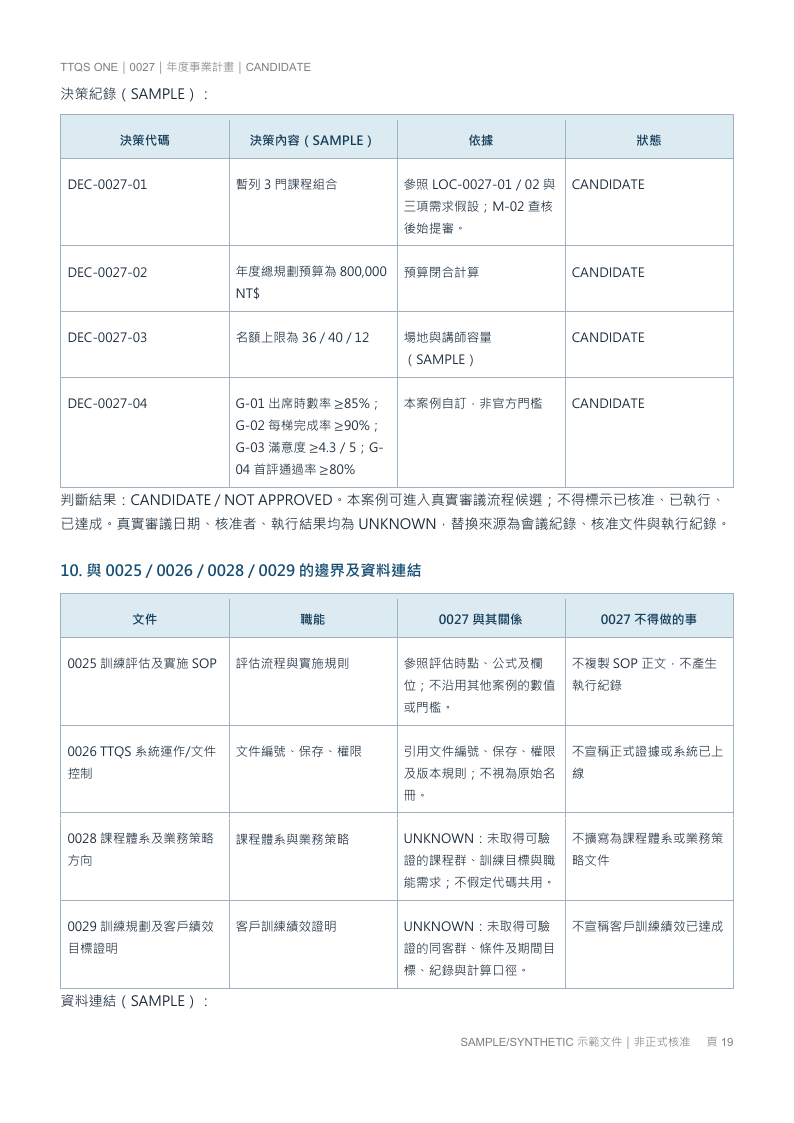 TTQS ONE｜0027｜年度事業計畫｜CANDIDATE
決策紀錄（SAMPLE）：
決策代碼 決策內容（SAMPLE） 依據 狀態
DEC-0027-01 暫列 3 門課程組合 參照 LOC-0027-01 / 02 與 CANDIDATE
三項需求假設；M-02 查核
後始提審。
DEC-0027-02 年度總規劃預算為 800,000 預算閉合計算 CANDIDATE
NT$
DEC-0027-03 名額上限為 36 / 40 / 12 場地與講師容量 CANDIDATE
（SAMPLE）
DEC-0027-04 G-01 出席時數率 ≥85%； 本案例自訂，非官方門檻 CANDIDATE
G-02 每梯完成率 ≥90%；
G-03 滿意度 ≥4.3 / 5；G-
04 首評通過率 ≥80%
判斷結果：CANDIDATE / NOT APPROVED。本案例可進入真實審議流程候選；不得標示已核准、已執行、
已達成。真實審議日期、核准者、執行結果均為 UNKNOWN，替換來源為會議紀錄、核准文件與執行紀錄。
10. 與 0025 / 0026 / 0028 / 0029 的邊界及資料連結
文件 職能 0027 與其關係 0027 不得做的事
0025 訓練評估及實施 SOP 評估流程與實施規則 參照評估時點、公式及欄 不複製 SOP 正文，不產生
位；不沿用其他案例的數值 執行紀錄
或門檻。
0026 TTQS 系統運作/文件 文件編號、保存、權限 引用文件編號、保存、權限 不宣稱正式證據或系統已上
控制 及版本規則；不視為原始名 線
冊。
0028 課程體系及業務策略 課程體系與業務策略 UNKNOWN：未取得可驗 不擴寫為課程體系或業務策
方向 證的課程群、訓練目標與職 略文件
能需求；不假定代碼共用。
0029 訓練規劃及客戶績效 客戶訓練績效證明 UNKNOWN：未取得可驗 不宣稱客戶訓練績效已達成
目標證明 證的同客群、條件及期間目
標、紀錄與計算口徑。
資料連結（SAMPLE）：
SAMPLE/SYNTHETIC 示範文件｜非正式核准 頁 19